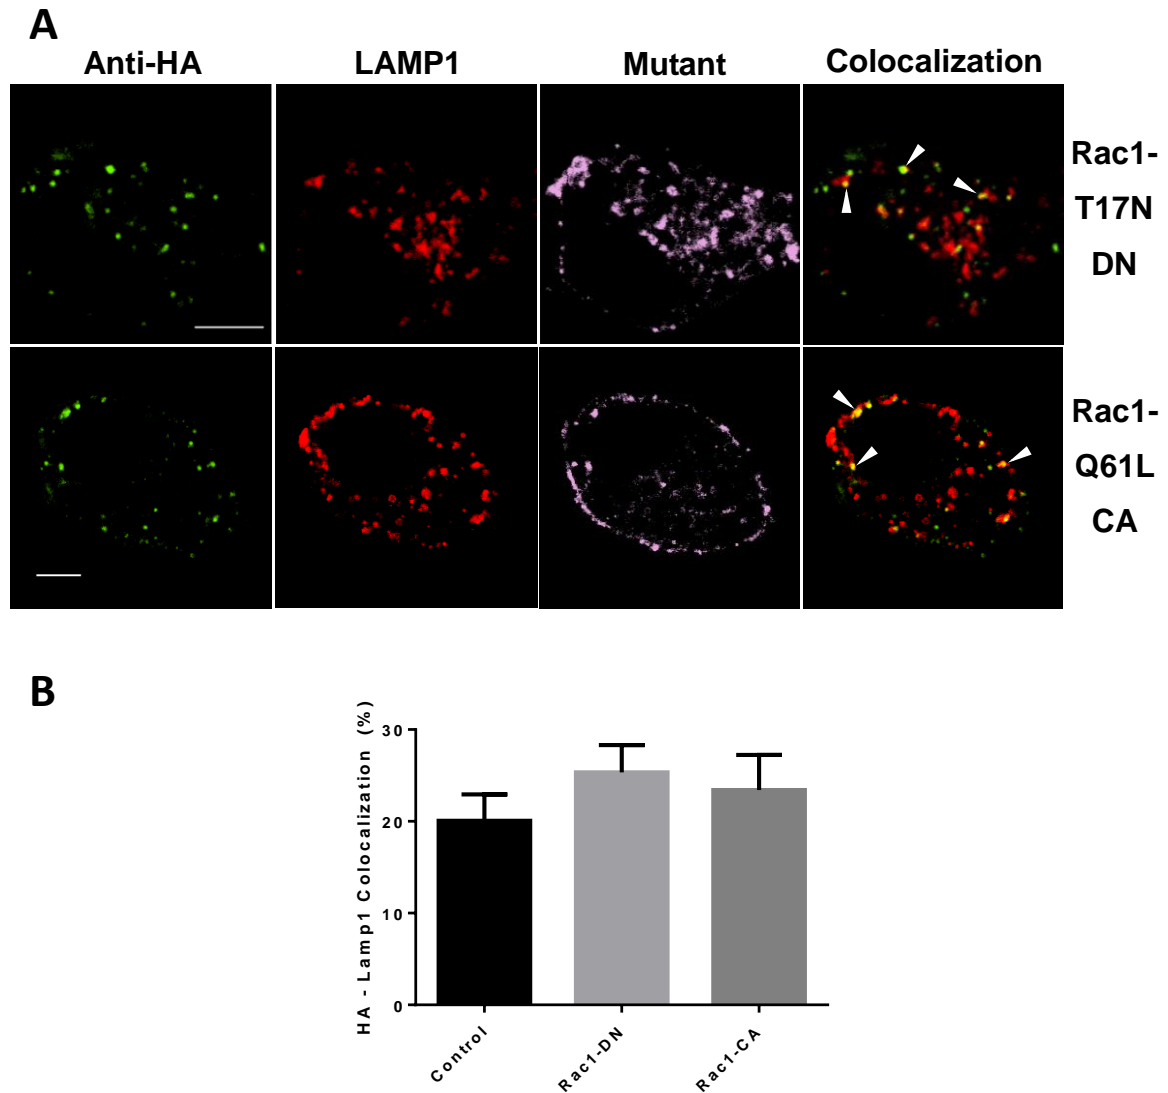 A
Anti-HA LAMP1 Mutant Colocalization
Rac1-
T17N
DN
Rac1-
Q61L
CA
B
HA - Lamp1 Colocalization (%)
30
20
10
0
Control Rac1-DN Rac1-CA